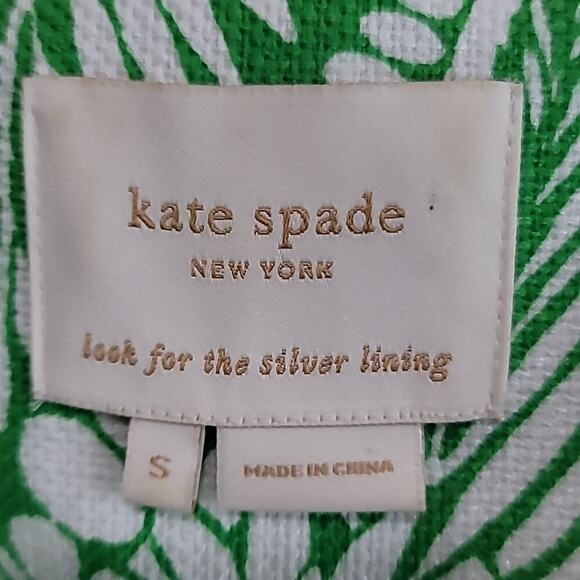 kate spade
NEW YORK
look for the silver lining
S
MADE IN CHINA